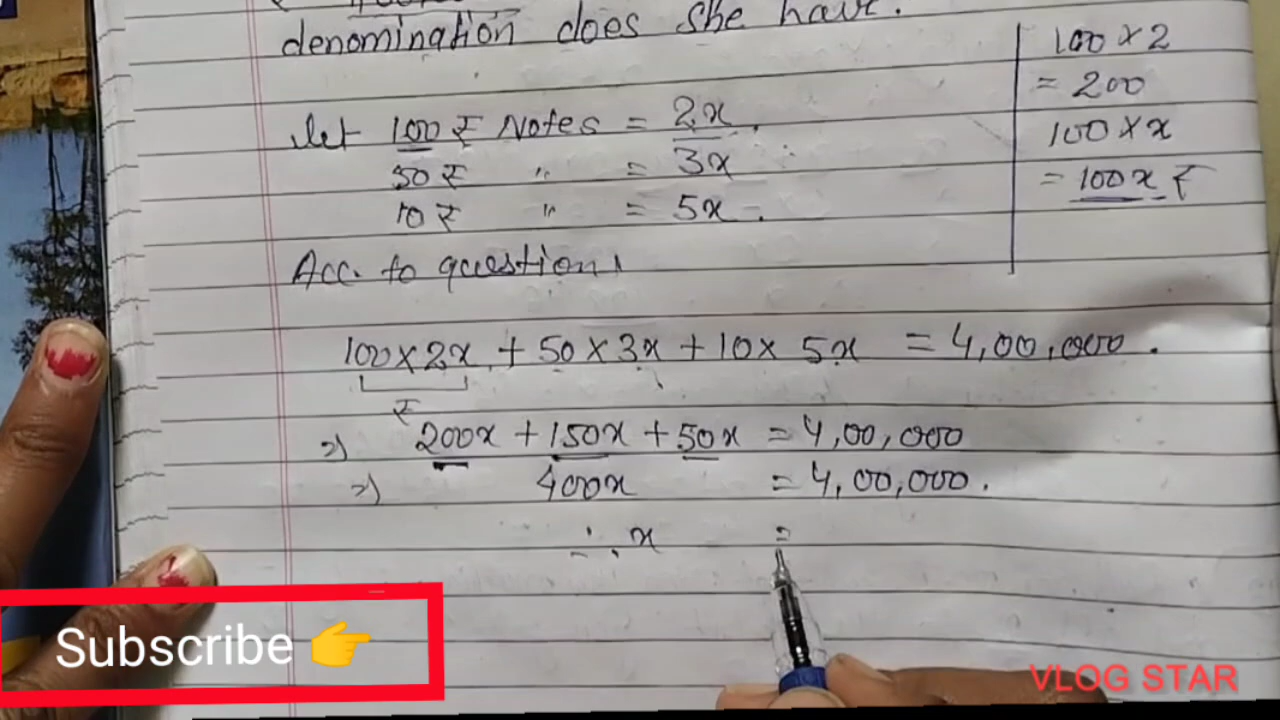 denomination does she have.
let 100 ₹ Notes = 2x.
50 ₹ " = 3x
10 ₹ " = 5x.
Acc. to question,
100 × 2x + 50 × 3x + 10 × 5x = 4,00,000.
₹
⇒ 200x + 150x + 50x = 4,00,000
⇒ 400x = 4,00,000.
∴ x =
100 × 2
= 200
100 × x
= 100x ₹
Subscribe 👉
VLOG STAR